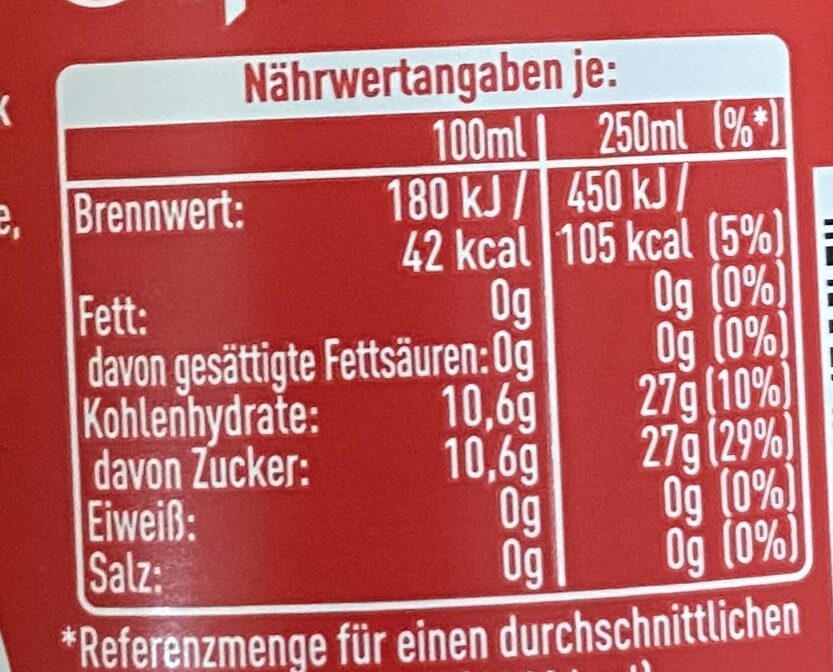 Nährwertangaben je:
100ml 250ml (%*)
Brennwert: 180 kJ / 450 kJ /
42 kcal 105 kcal (5%)
Fett: 0g 0g (0%)
davon gesättigte Fettsäuren: 0g 0g (0%)
Kohlenhydrate: 10,6g 27g (10%)
davon Zucker: 10,6g 27g (29%)
Eiweiß: 0g 0g (0%)
Salz: 0g 0g (0%)
*Referenzmenge für einen durchschnittlichen